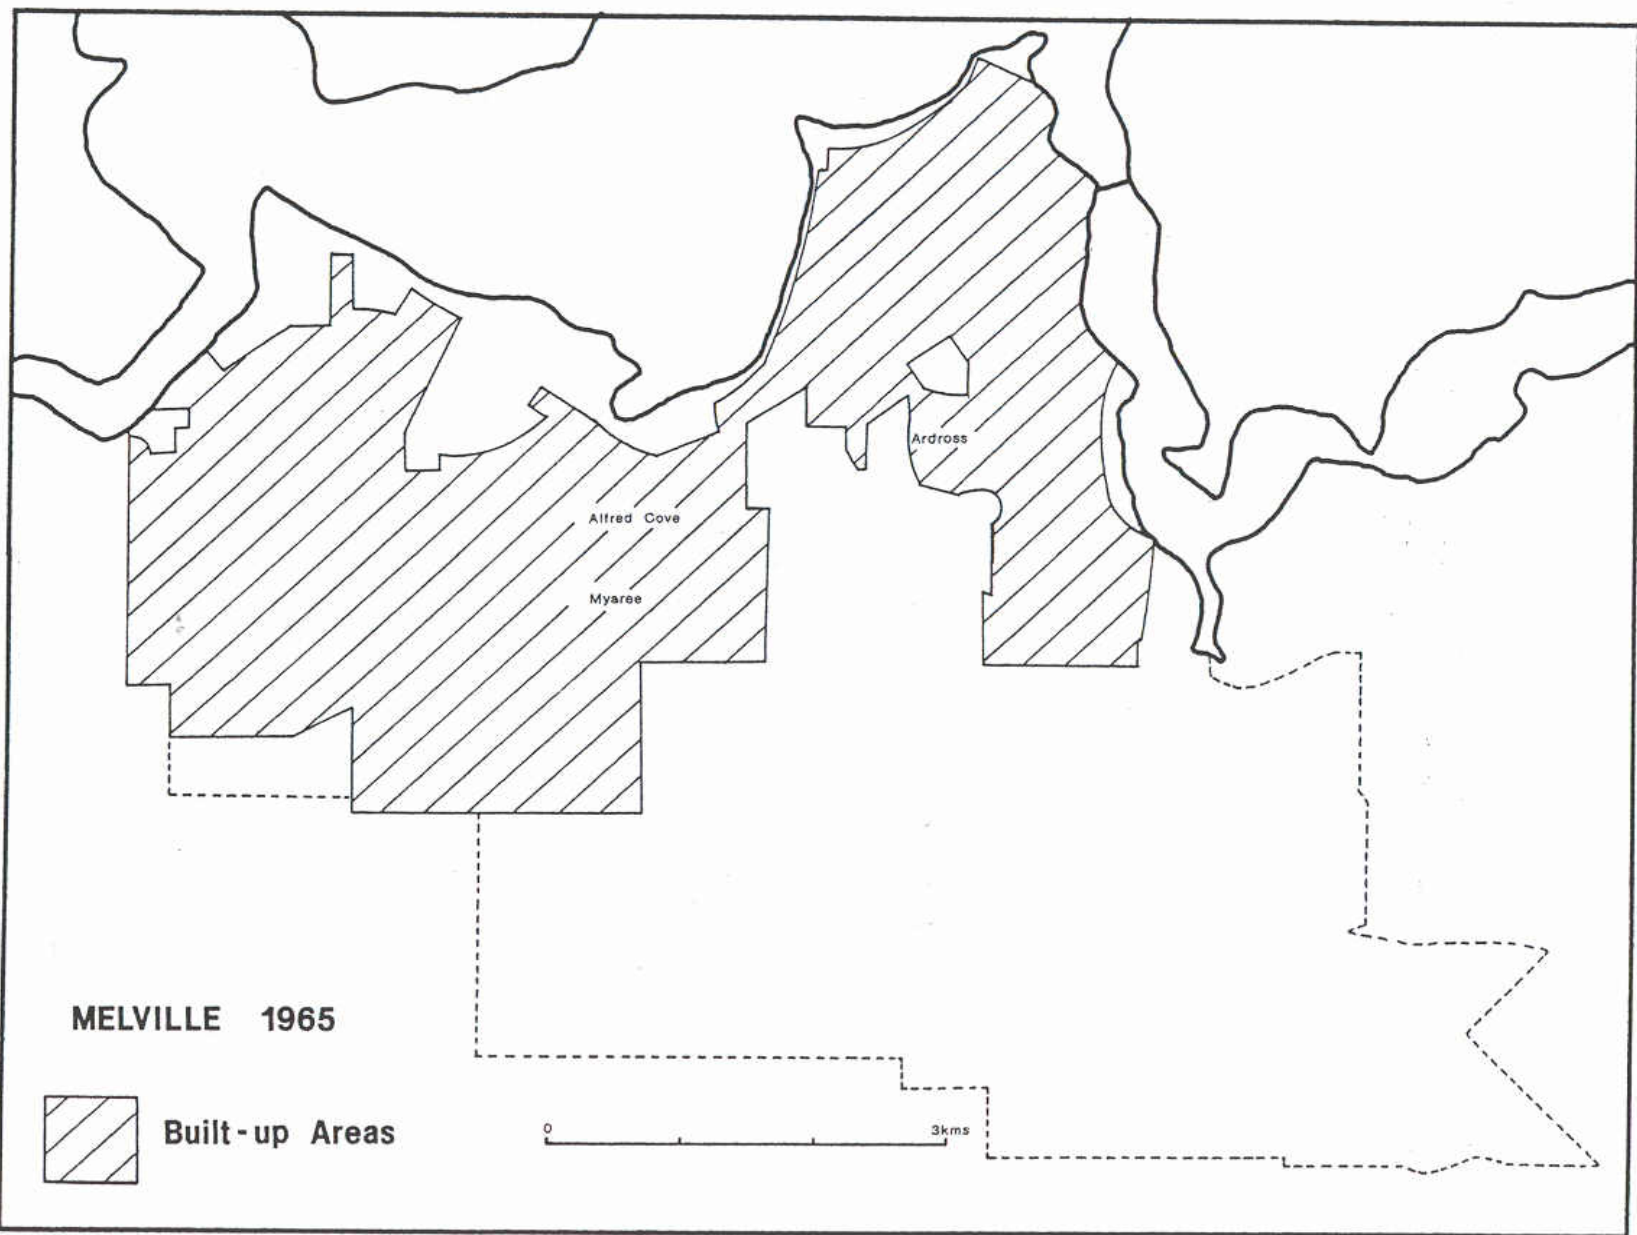 Ardross
Alfred Cove
Myaree
MELVILLE 1965
Built-up Areas
0 3kms